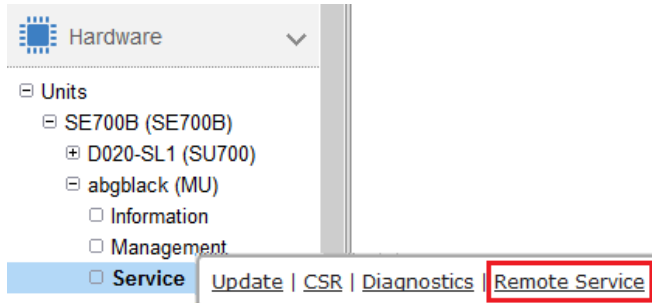 Hardware
Units
SE700B (SE700B)
D020-SL1 (SU700)
abgblack (MU)
Information
Management
Service
Update | CSR | Diagnostics | Remote Service